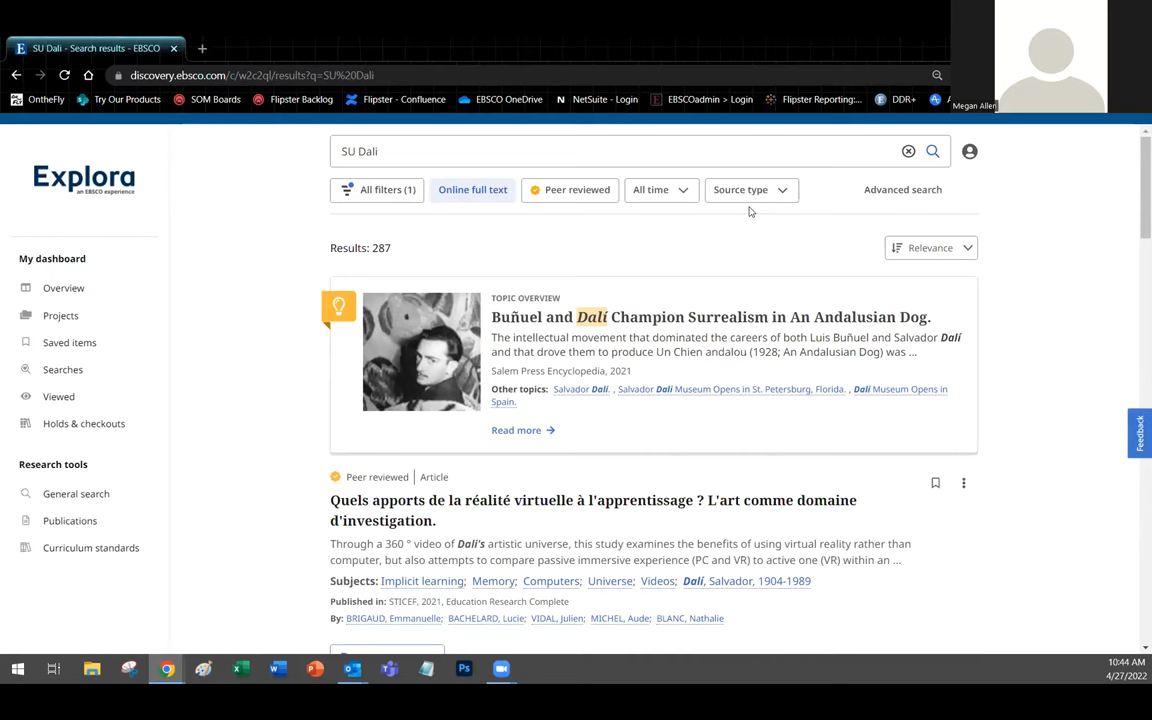 SU Dali - Search results - EBSCO
discovery.ebsco.com/c/w2c2ql/results?q=SU%20Dali
OntheFly Try Our Products SOM Boards Flipster Backlog Flipster - Confluence EBSCO OneDrive NetSuite - Login EBSCOadmin > Login Flipster Reporting:... DDR+
Megan Allen
Explora
an EBSCO experience
My dashboard
Overview
Projects
Saved items
Searches
Viewed
Holds & checkouts
Research tools
General search
Publications
Curriculum standards
SU Dali
All filters (1) Online full text Peer reviewed All time Source type Advanced search
Results: 287 Relevance
TOPIC OVERVIEW
Buñuel and Dalí Champion Surrealism in An Andalusian Dog.
The intellectual movement that dominated the careers of both Luis Buñuel and Salvador Dalí
and that drove them to produce Un Chien andalou (1928; An Andalusian Dog) was ...
Salem Press Encyclopedia, 2021
Other topics: Salvador Dalí. , Salvador Dalí Museum Opens in St. Petersburg, Florida. , Dalí Museum Opens in
Spain.
Read more
Peer reviewed Article
Quels apports de la réalité virtuelle à l'apprentissage ? L'art comme domaine
d'investigation.
Through a 360 ° video of Dalí's artistic universe, this study examines the benefits of using virtual reality rather than
computer, but also attempts to compare passive immersive experience (PC and VR) to active one (VR) within an ...
Subjects: Implicit learning; Memory; Computers; Universe; Videos; Dalí, Salvador, 1904-1989
Published in: STICEF, 2021, Education Research Complete
By: BRIGAUD, Emmanuelle; BACHELARD, Lucie; VIDAL, Julien; MICHEL, Aude; BLANC, Nathalie
Feedback
10:44 AM
4/27/2022